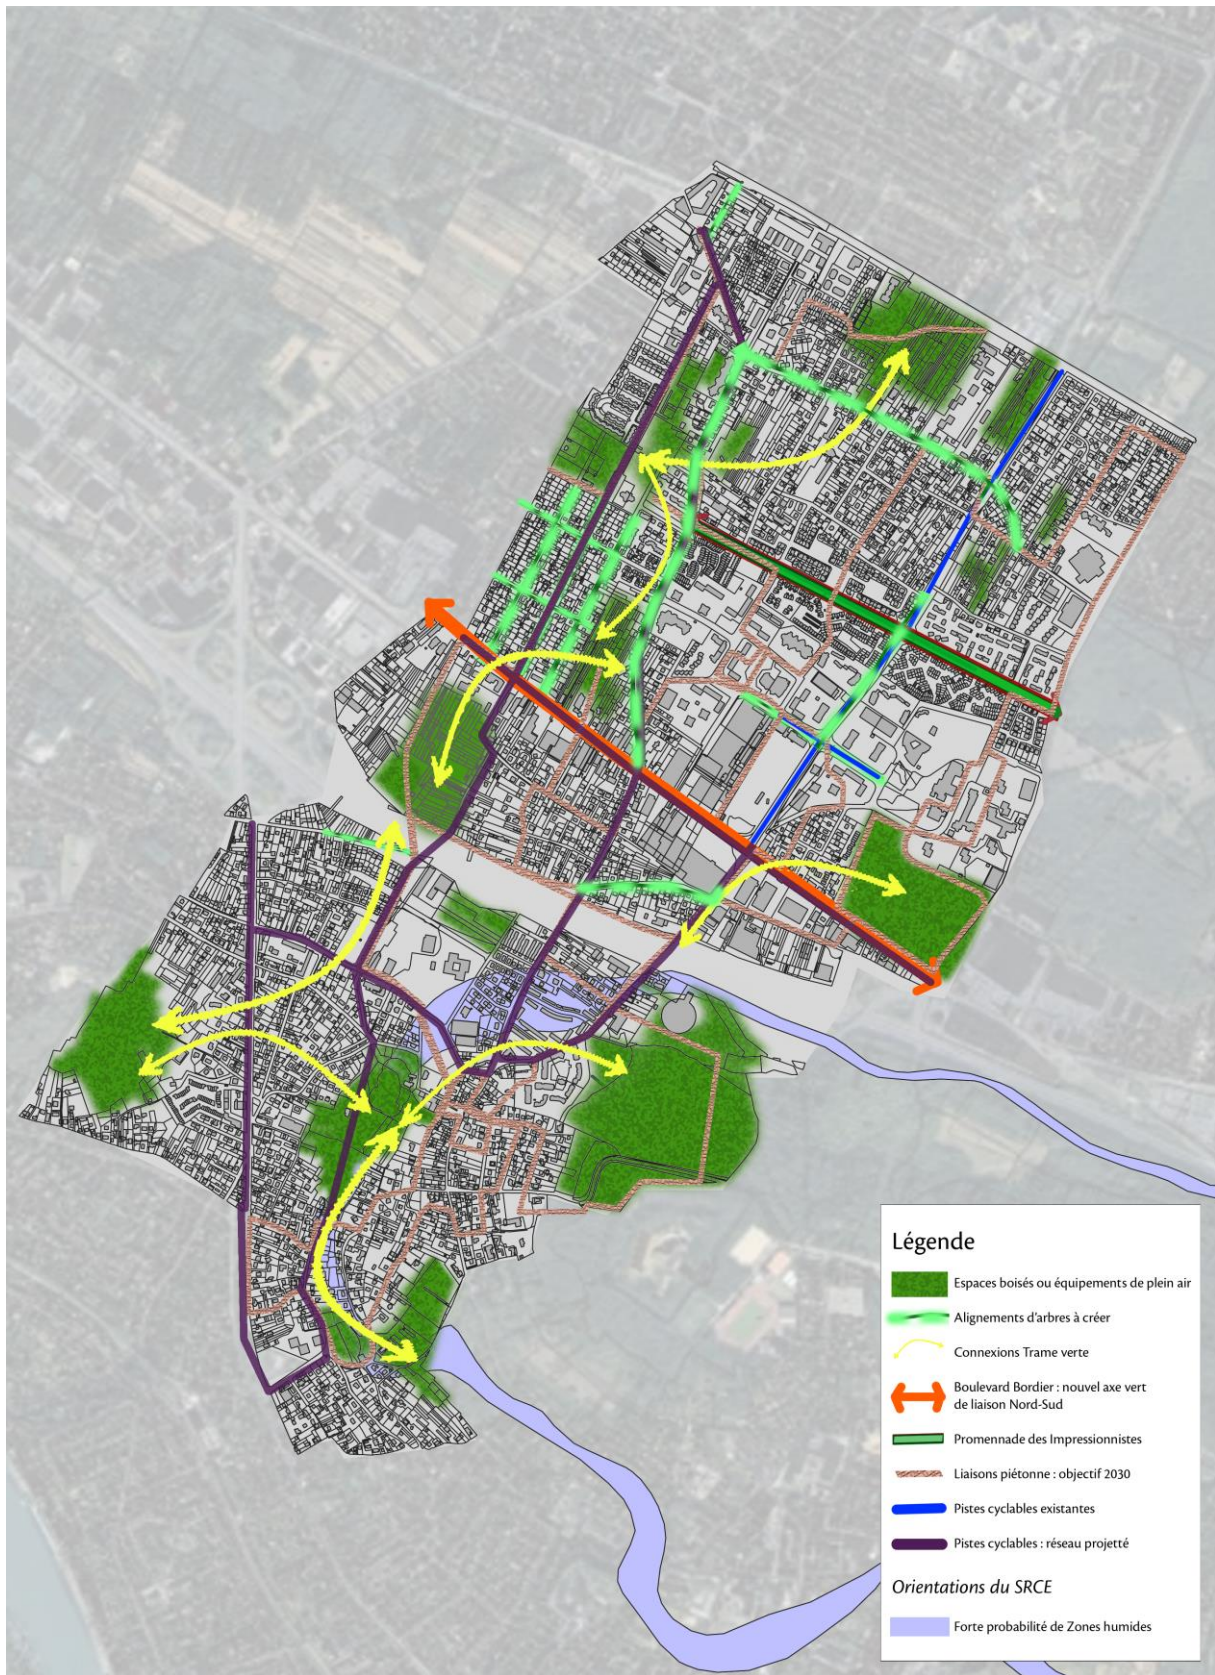 Légende
Espaces boisés ou équipements de plein air
Alignements d'arbres à créer
Connexions Trame verte
Boulevard Bordier : nouvel axe vert
de liaison Nord-Sud
Promennade des Impressionnistes
Liaisons piétonne : objectif 2030
Pistes cyclables existantes
Pistes cyclables : réseau projetté
Orientations du SRCE
Forte probabilité de Zones humides